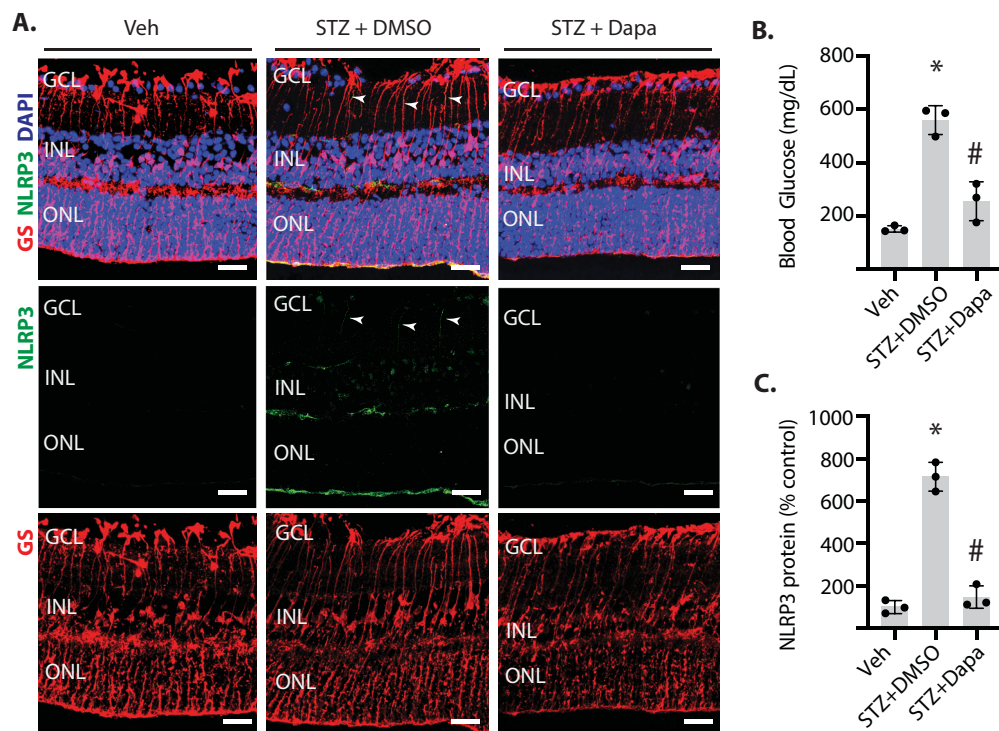 A.
Veh
STZ + DMSO
STZ + Dapa
GS NLRP3 DAPI
GCL
INL
ONL
GCL
INL
ONL
GCL
INL
ONL
NLRP3
GCL
INL
ONL
GCL
INL
ONL
GCL
INL
ONL
GS
GCL
INL
ONL
GCL
INL
ONL
GCL
INL
ONL
B.
Blood Glucose (mg/dL)
800
600
400
200
*
#
Veh
STZ+DMSO
STZ+Dapa
C.
NLRP3 protein (% control)
1000
800
600
400
200
*
#
Veh
STZ+DMSO
STZ+Dapa